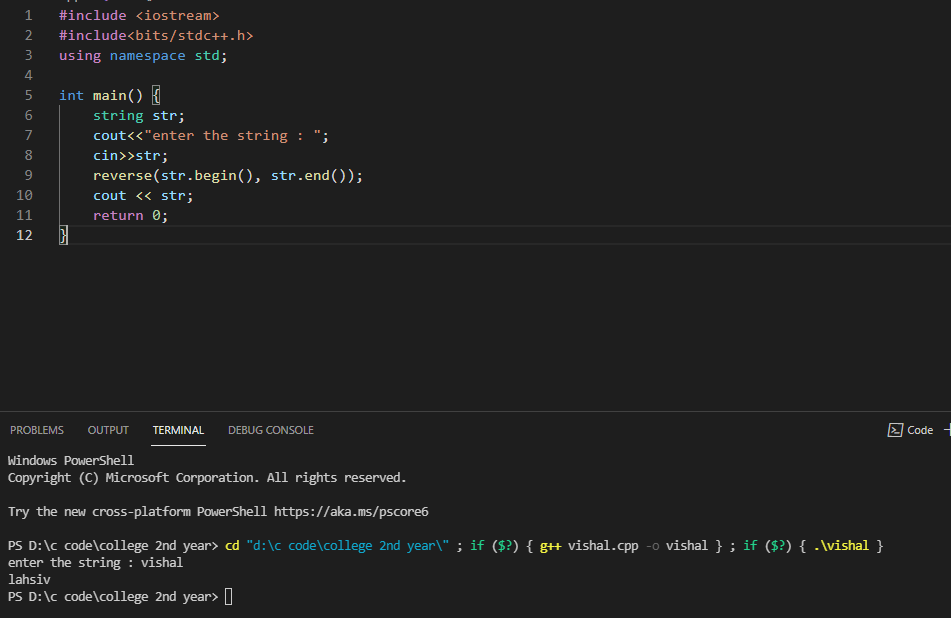 1 #include <iostream>
2 #include<bits/stdc++.h>
3 using namespace std;
4
5 int main() {
6     string str;
7     cout<<"enter the string : ";
8     cin>>str;
9     reverse(str.begin(), str.end());
10     cout << str;
11     return 0;
12 }
PROBLEMS OUTPUT TERMINAL DEBUG CONSOLE Code
Windows PowerShell
Copyright (C) Microsoft Corporation. All rights reserved.
Try the new cross-platform PowerShell https://aka.ms/pscore6
PS D:\c code\college 2nd year> cd "d:\c code\college 2nd year\" ; if ($?) { g++ vishal.cpp -o vishal } ; if ($?) { .\vishal }
enter the string : vishal
lahsiv
PS D:\c code\college 2nd year>